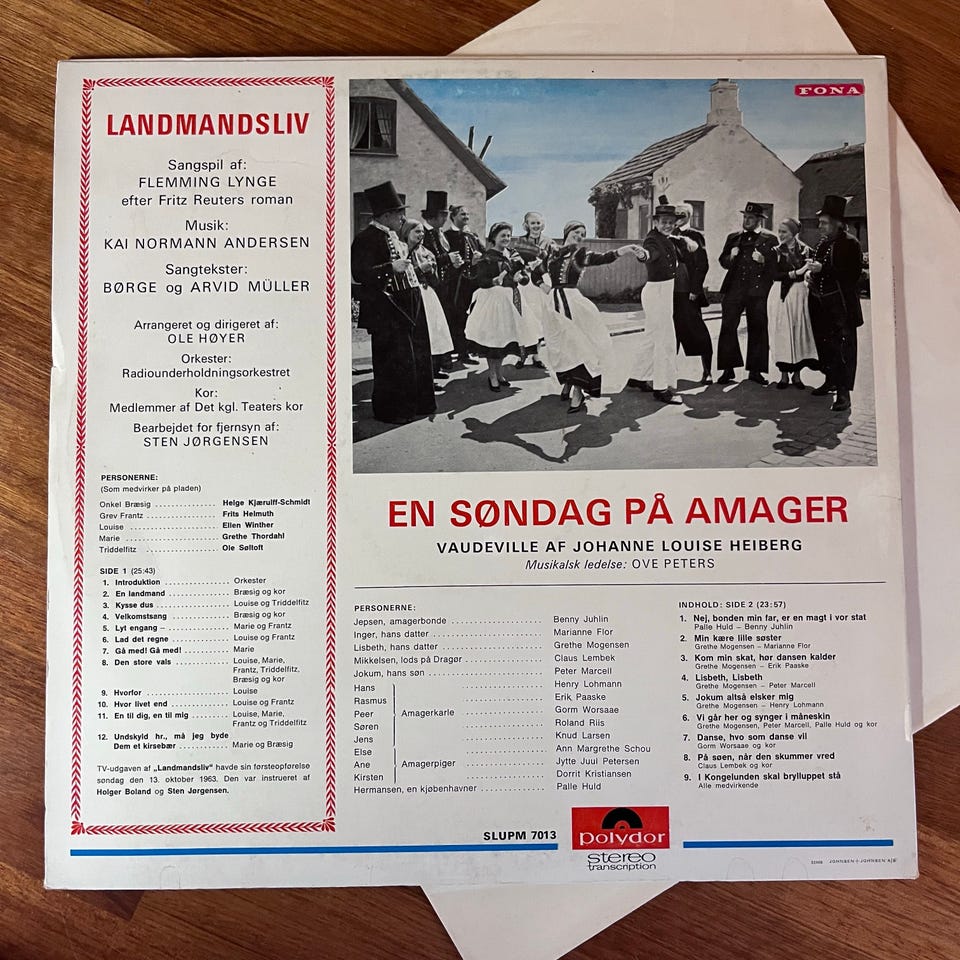 LANDMANDSLIV
Sangspil af:
FLEMMING LYNGE
efter Fritz Reuters roman
Musik:
KAI NORMANN ANDERSEN
Sangtekster:
BØRGE og ARVID MÜLLER
Arrangeret og dirigeret af:
OLE HØYER
Orkester:
Radiounderholdningsorkestret
Kor:
Medlemmer af Det kgl. Teaters kor
Bearbejdet for fjernsyn af:
STEN JØRGENSEN
PERSONERNE:
(Som medvirker på pladen)
Onkel Bræsig .............. Helge Kjærulff-Schmidt
Grev Frantz ................ Frits Helmuth
Louise ...................... Ellen Winther
Marie ....................... Grethe Thordahl
Triddelfitz ................. Ole Søltoft
SIDE 1 (25:43)
1. Introduktion ................ Orkester
2. En landmand ................ Bræsig og kor
3. Kysse dus .................. Louise og Triddelfitz
4. Velkomstsang .............. Bræsig og kor
5. Lyt engang – .............. Marie og Frantz
6. Lad det regne .............. Louise og Frantz
7. Gå med! Gå med! .......... Marie
8. Den store vals .............. Louise, Marie,
Frantz, Triddelfitz,
Bræsig og kor
9. Hvorfor .................... Louise
10. Hvor livet end .............. Louise og Frantz
11. En til dig, en til mig ........ Louise, Marie,
Frantz og Triddelfitz
12. Undskyld hr., må jeg byde
Dem et kirsebær ............ Marie og Bræsig
TV-udgaven af „Landmandsliv“ havde sin førsteopførelse
søndag den 13. oktober 1963. Den var instrueret af
Holger Boland og Sten Jørgensen.
FONA
EN SØNDAG PÅ AMAGER
VAUDEVILLE AF JOHANNE LOUISE HEIBERG
Musikalsk ledelse: OVE PETERS
PERSONERNE:
Jepsen, amagerbonde .................. Benny Juhlin
Inger, hans datter .................. Marianne Flor
Lisbeth, hans datter .................. Grethe Mogensen
Mikkelsen, lods på Dragør .............. Claus Lembek
Jokum, hans søn .................. Peter Marcell
Hans .................. Henry Lohmann
Rasmus .................. Erik Paaske
Peer Amagerkarle .................. Gorm Worsaae
Søren .................. Roland Riis
Jens .................. Knud Larsen
Else .................. Ann Margrethe Schou
Ane Amagerpiger .................. Jytte Juul Petersen
Kirsten .................. Dorrit Kristiansen
Hermansen, en kjøbenhavner .............. Palle Huld
INDHOLD: SIDE 2 (23:57)
1. Nej, bonden min far, er en magt i vor stat
Palle Huld – Benny Juhlin
2. Min kære lille søster
Grethe Mogensen – Marianne Flor
3. Kom min skat, hør dansen kalder
Grethe Mogensen – Erik Paaske
4. Lisbeth, Lisbeth
Grethe Mogensen – Peter Marcell
5. Jokum altså elsker mig
Grethe Mogensen – Henry Lohmann
6. Vi går her og synger i måneskin
Grethe Mogensen, Peter Marcell, Palle Huld og kor
7. Danse, hvo som danse vil
Gorm Worsaae og kor
8. På søen, når den skummer vred
Claus Lembek og kor
9. I Kongelunden skal brylluppet stå
Alle medvirkende
SLUPM 7013
polydor
stereo
transcription
JOHNSEN + JOHNSEN A/S